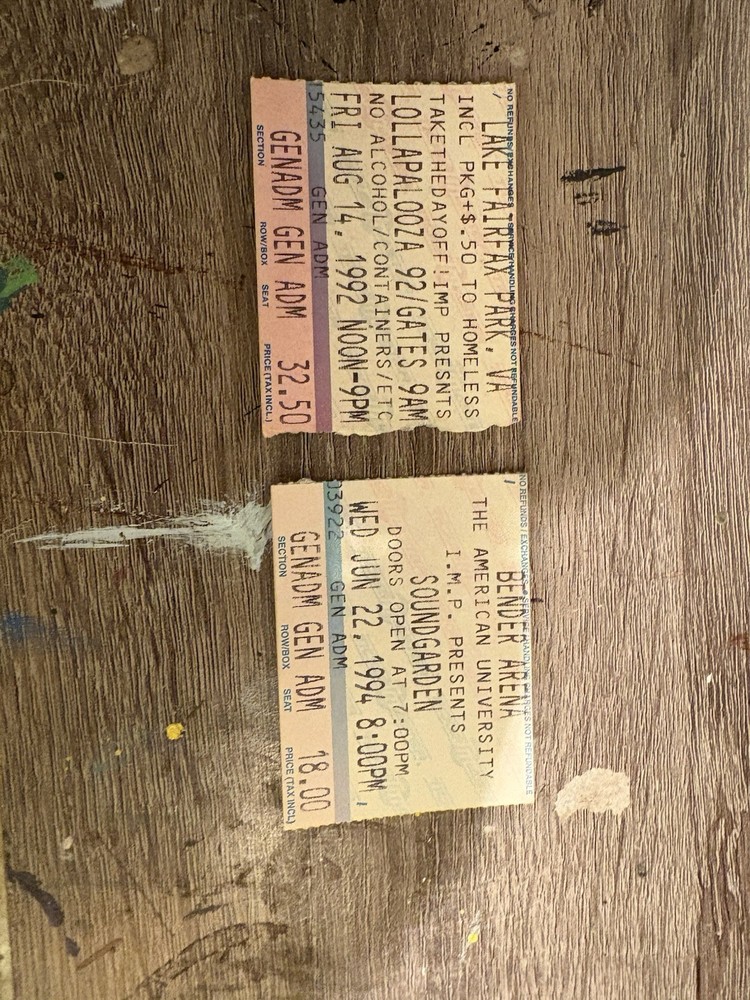 NO REFUNDS/EXCHANGES • SERVICE/HANDLING CHARGES NOT REFUNDABLE
LAKE FAIRFAX PARK, VA
INCL PKG+$.50 TO HOMELESS
TAKETHEDAYOFF!IMP PRESNTS
LOLLAPALOOZA 92/GATES 9AM
NO ALCOHOL/CONTAINERS/ETC
FRI AUG 14, 1992 NOON-9PM
15435 GEN ADM
GENADM GEN ADM 32.50
SECTION ROW/BOX SEAT PRICE(TAX INCL.)
NO REFUNDS/EXCHANGES • SERVICE/HANDLING CHARGES NOT REFUNDABLE
BENDER ARENA
THE AMERICAN UNIVERSITY
I.M.P. PRESENTS
SOUNDGARDEN
DOORS OPEN AT 7:00PM
WED JUN 22, 1994 8:00PM
03922 GEN ADM
GENADM GEN ADM 18.00
SECTION ROW/BOX SEAT PRICE(TAX INCL)